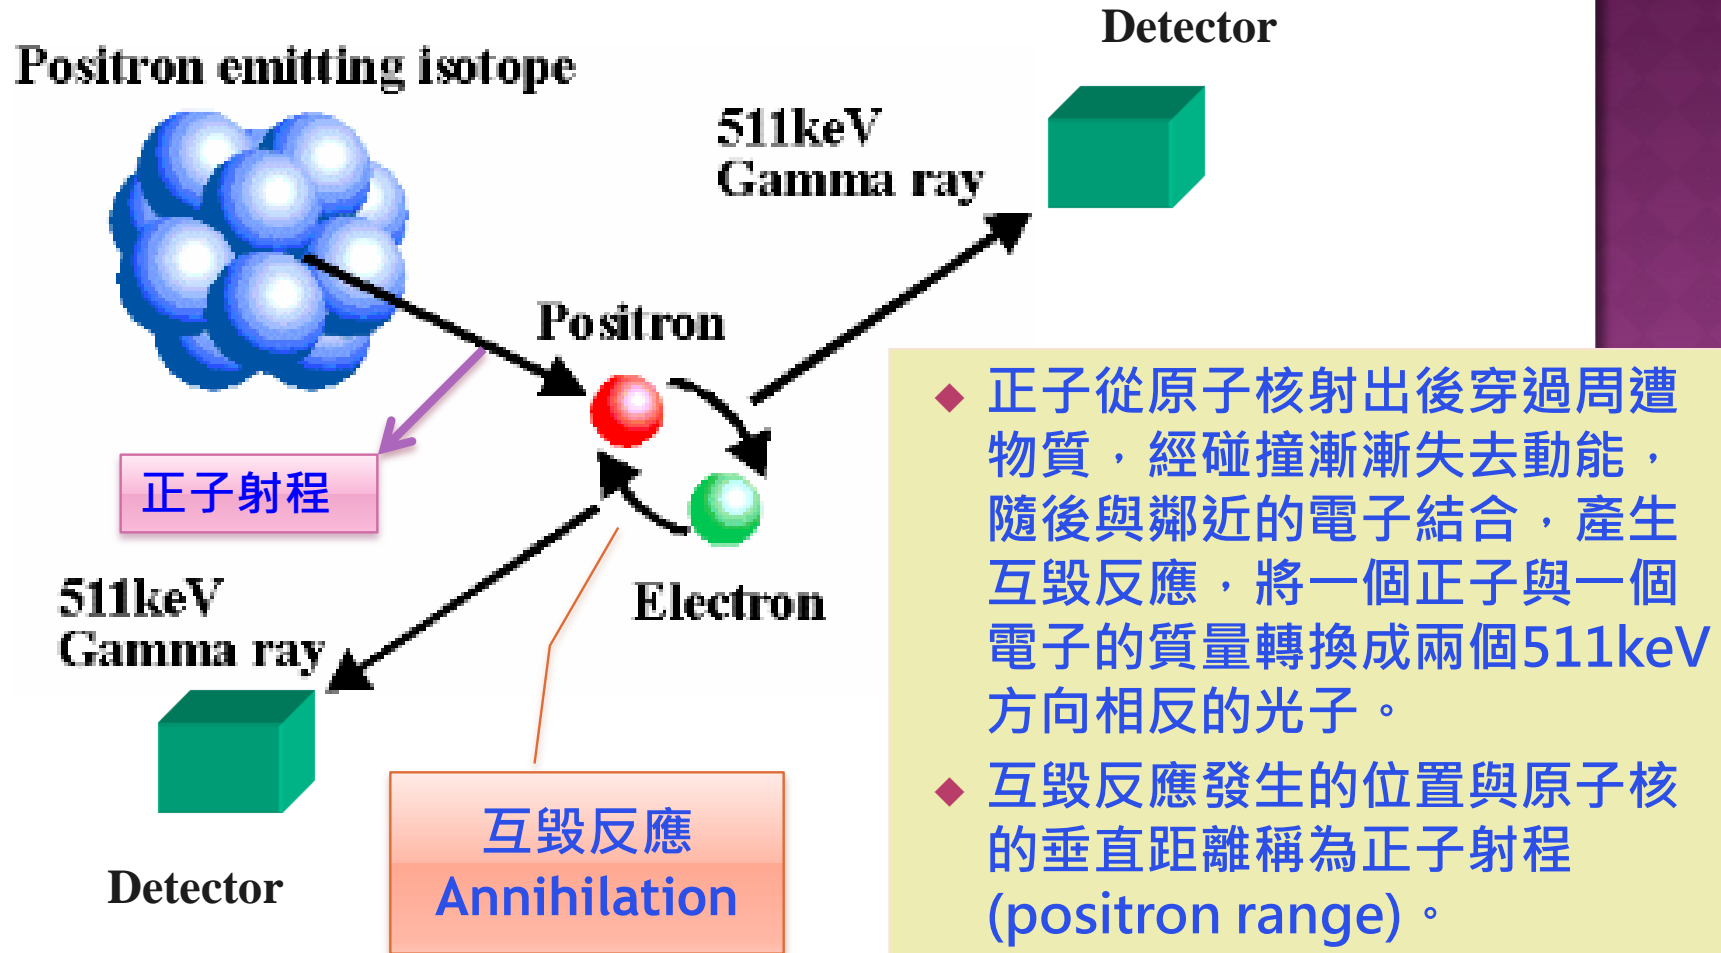 Detector
Positron emitting isotope
511keV
Gamma ray
Positron
正子射程
511keV
Gamma ray
Electron
Detector
互毀反應
Annihilation
正子從原子核射出後穿過周遭
物質，經碰撞漸漸失去動能，
隨後與鄰近的電子結合，產生
互毀反應，將一個正子與一個
電子的質量轉換成兩個511keV
方向相反的光子。
互毀反應發生的位置與原子核
的垂直距離稱為正子射程
(positron range)。